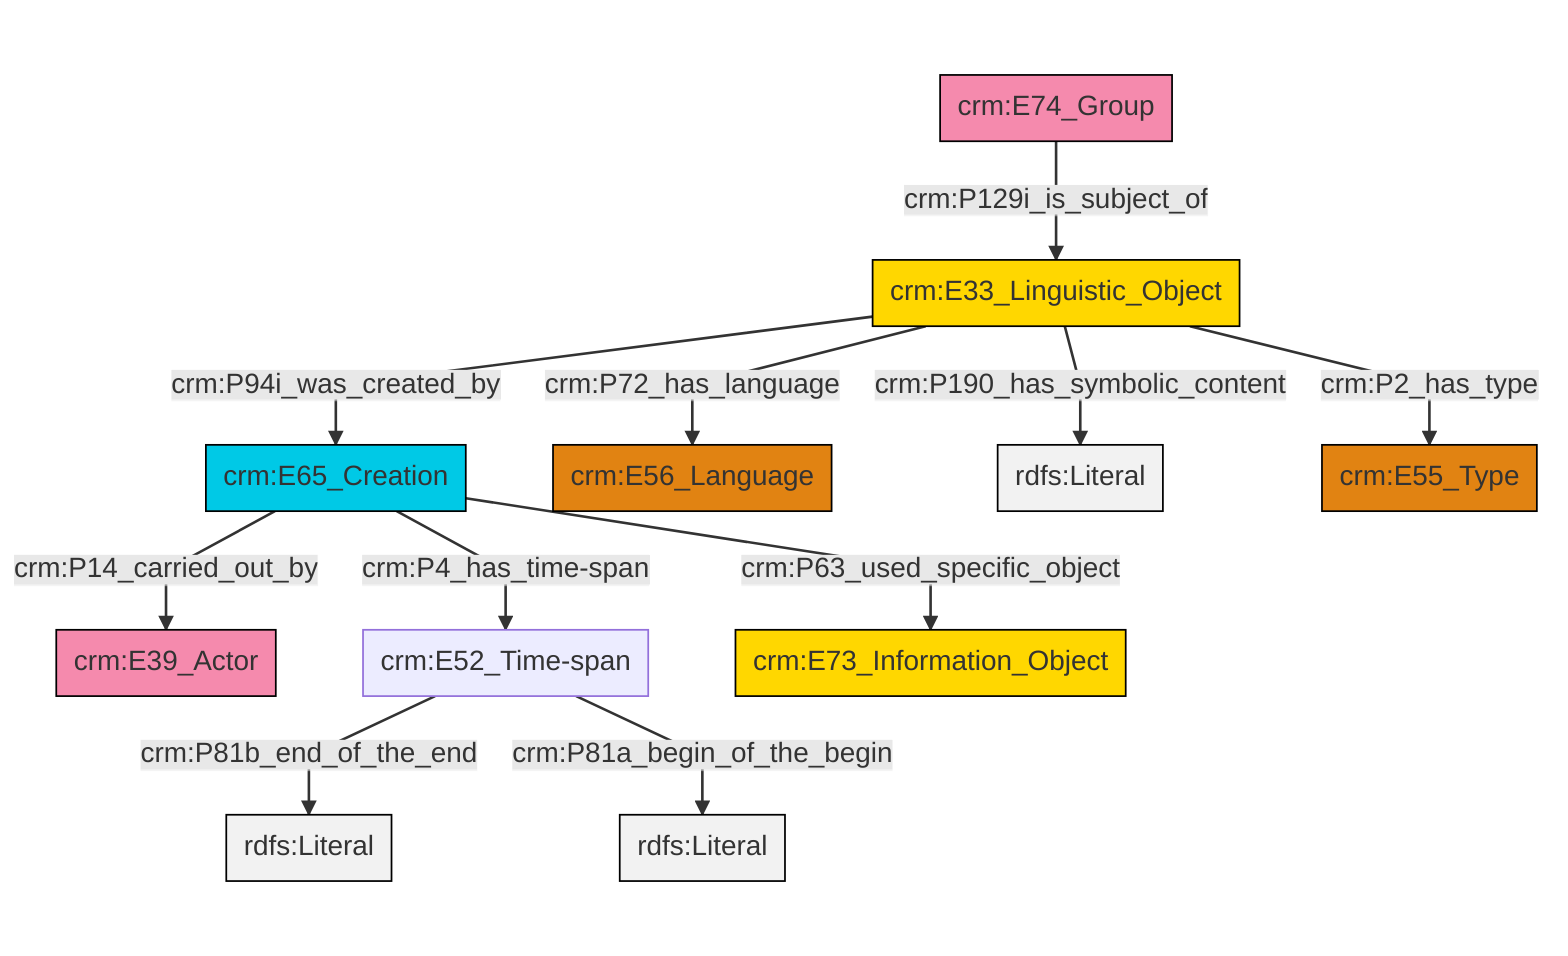 crm:E74_Group
crm:P129i_is_subject_of
crm:E33_Linguistic_Object
crm:P94i_was_created_by
crm:P72_has_language
crm:P190_has_symbolic_content
crm:P2_has_type
crm:E65_Creation
crm:E56_Language
rdfs:Literal
crm:E55_Type
crm:P14_carried_out_by
crm:P4_has_time-span
crm:P63_used_specific_object
crm:E39_Actor
crm:E52_Time-span
crm:E73_Information_Object
crm:P81b_end_of_the_end
crm:P81a_begin_of_the_begin
rdfs:Literal
rdfs:Literal